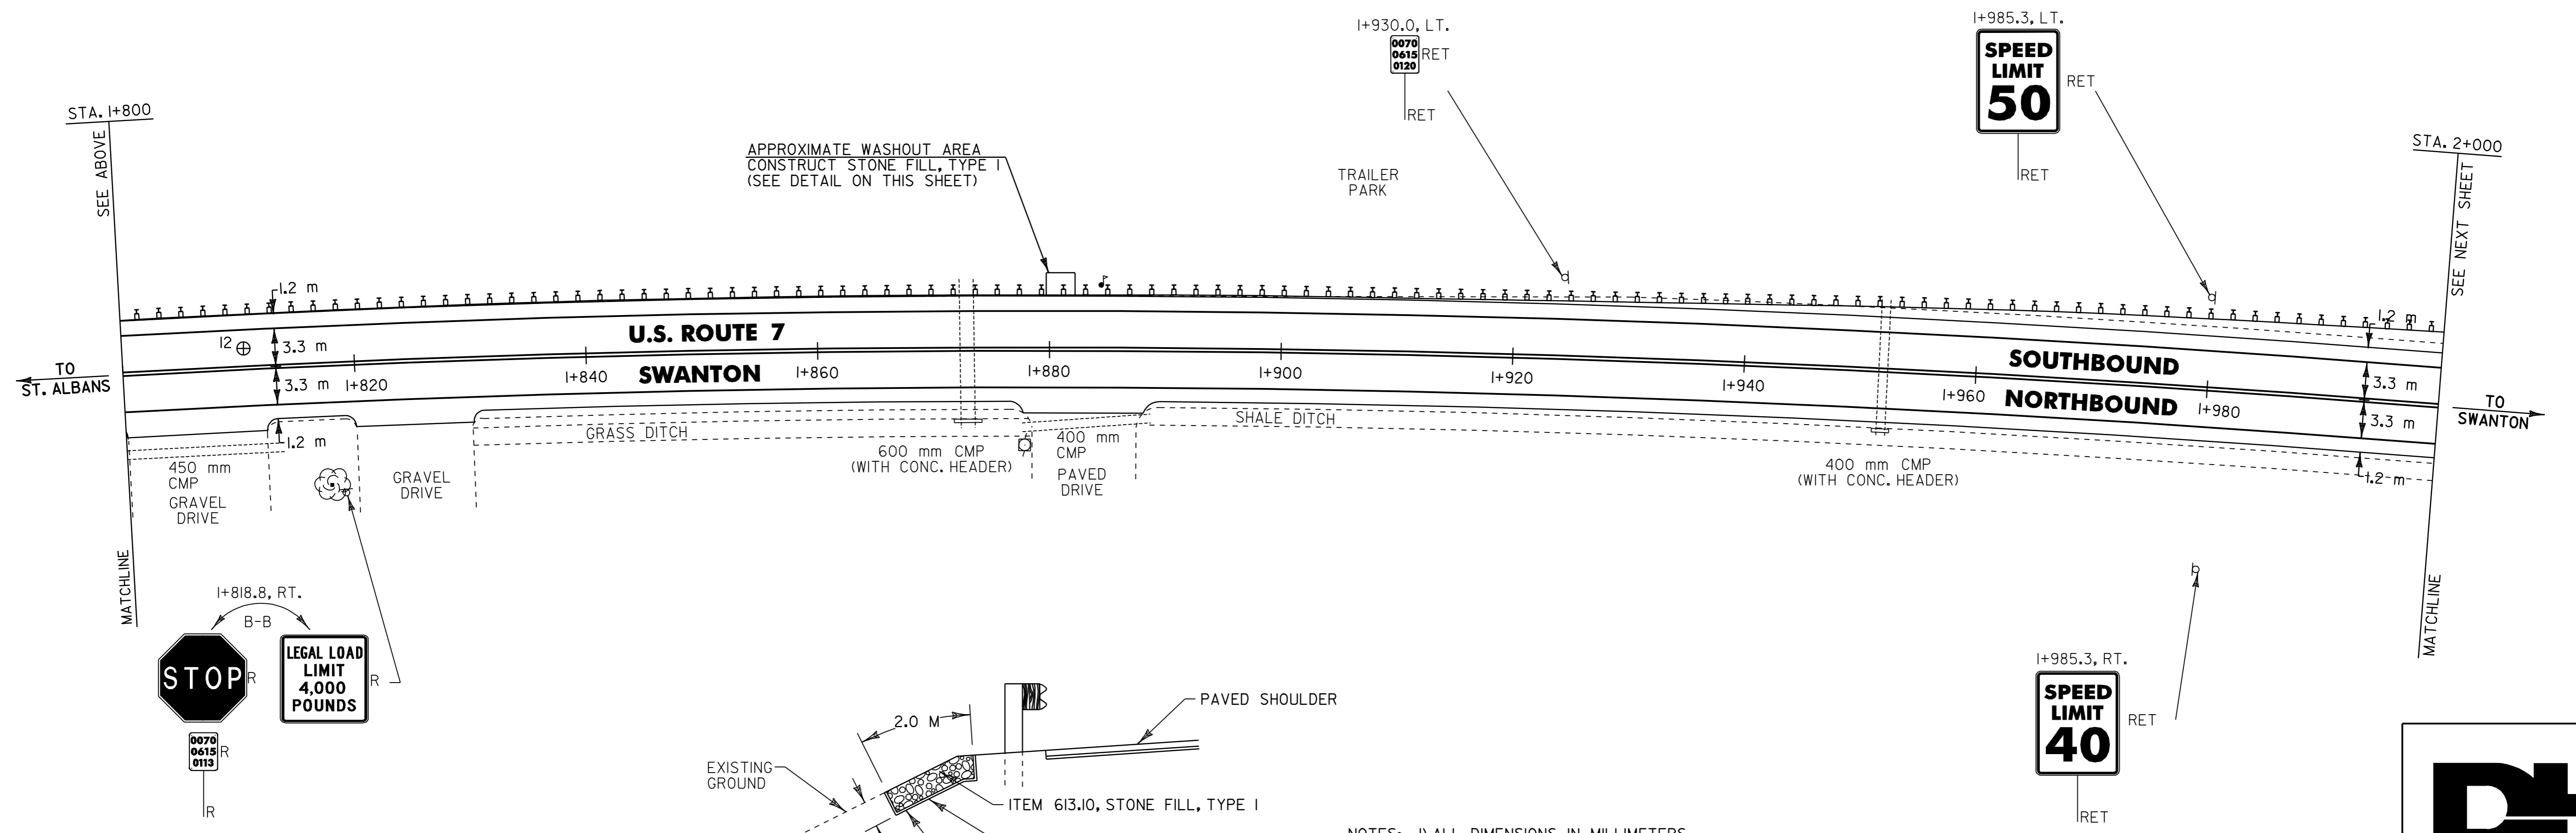 1+930.0, LT.
0070
0615
0120
RET
RET
1+985.3, LT.
SPEED
LIMIT
50
RET
RET
STA. 1+800
SEE ABOVE
STA. 2+000
SEE NEXT SHEET
APPROXIMATE WASHOUT AREA
CONSTRUCT STONE FILL, TYPE I
(SEE DETAIL ON THIS SHEET)
TRAILER
PARK
1.2 m
1.2 m
U.S. ROUTE 7
SOUTHBOUND
12
3.3 m
3.3 m
TO
ST. ALBANS
3.3 m
1+820
1+840
SWANTON
1+860
1+880
1+900
1+920
1+940
1+960
NORTHBOUND
1+980
3.3 m
TO
SWANTON
1.2 m
GRASS DITCH
SHALE DITCH
450 mm
CMP
GRAVEL
DRIVE
GRAVEL
DRIVE
600 mm CMP
(WITH CONC. HEADER)
400 mm
CMP
PAVED
DRIVE
400 mm CMP
(WITH CONC. HEADER)
1.2 m
MATCHLINE
MATCHLINE
1+818.8, RT.
B-B
STOP
R
LEGAL LOAD
LIMIT
4,000
POUNDS
R
0070
0615
0113
R
R
1+985.3, RT.
SPEED
LIMIT
40
RET
RET
2.0 M
PAVED SHOULDER
EXISTING
GROUND
ITEM 613.10, STONE FILL, TYPE I
NOTES: 1) ALL DIMENSIONS IN MILLIMETERS